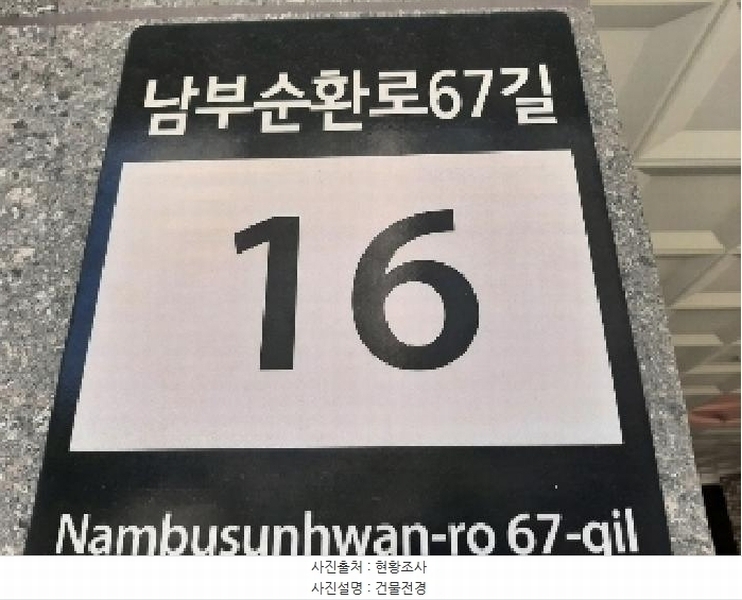 남부순환로67길
16
Nambusunhwan-ro 67-gil
사진출처 : 현황조사
사진설명 : 건물전경